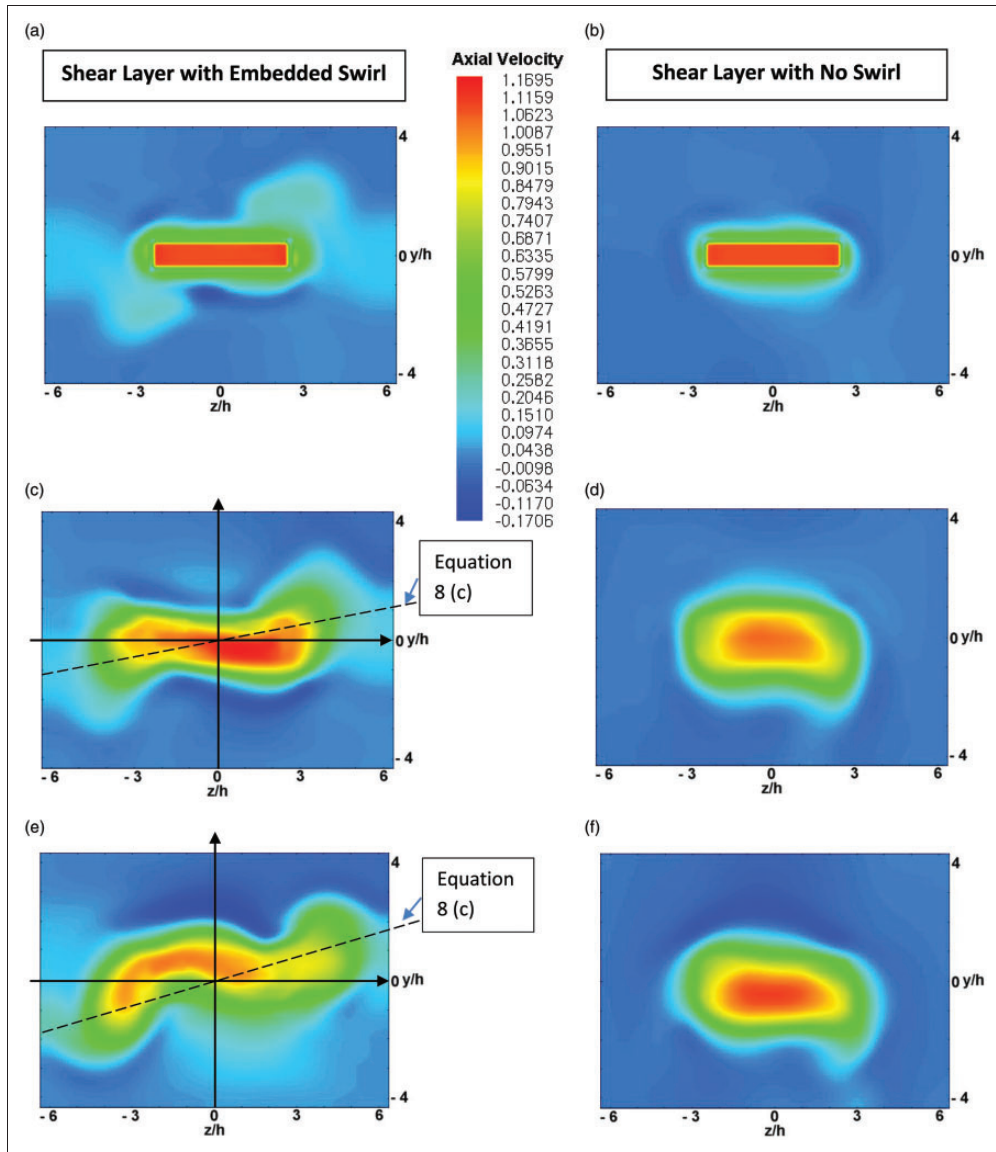 (a)
Shear Layer with Embedded Swirl
4
0 y/h
- 4
- 6
- 3
0
3
6
z/h
Axial Velocity
1.1695
1.1159
1.0623
1.0087
0.9551
0.9015
0.8479
0.7943
0.7407
0.6871
0.6335
0.5799
0.5263
0.4727
0.4191
0.3655
0.3118
0.2582
0.2046
0.1510
0.0974
0.0438
-0.0098
-0.0634
-0.1170
-0.1706
(b)
Shear Layer with No Swirl
4
0 y/h
- 4
- 6
- 3
0
3
6
z/h
(c)
4
Equation
8 (c)
0 y/h
- 4
- 6
- 3
0
3
6
z/h
(d)
4
0 y/h
- 4
- 6
- 3
0
3
6
z/h
(e)
4
Equation
8 (c)
0 y/h
- 4
- 6
- 3
0
3
6
z/h
(f)
4
0 y/h
- 4
- 6
- 3
0
3
6
z/h